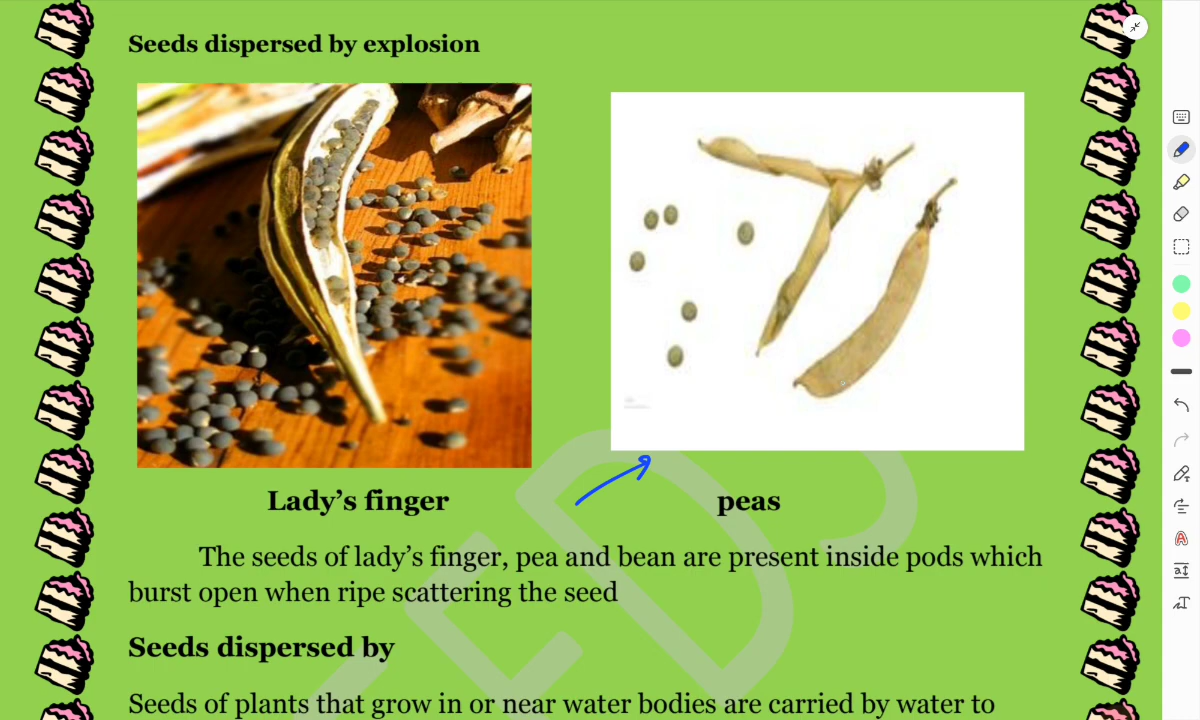 Seeds dispersed by explosion
Lady's finger
peas
The seeds of lady's finger, pea and bean are present inside pods which
burst open when ripe scattering the seed
Seeds dispersed by
Seeds of plants that grow in or near water bodies are carried by water to